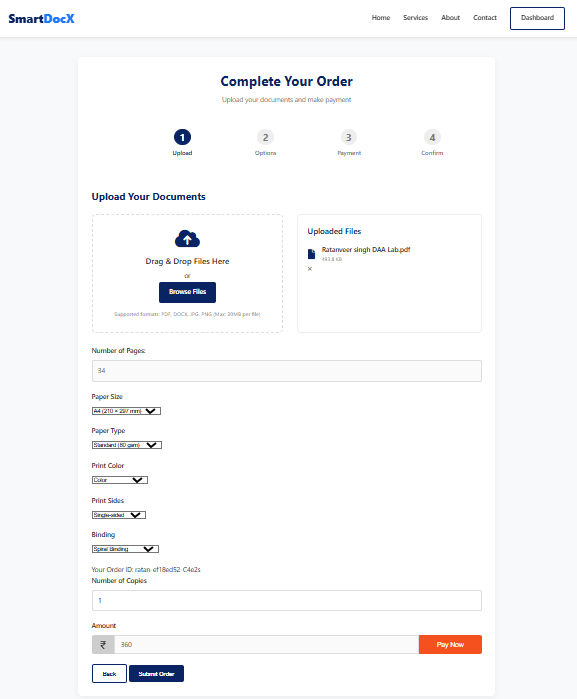 SmartDocX
Home Services About Contact Dashboard
Complete Your Order
Upload your documents and make payment
1 2 3 4
Upload Options Payment Confirm
Upload Your Documents
Drag & Drop Files Here
or
Browse Files
Supported formats: PDF, DOCX, JPG, PNG (Max: 20MB per file)
Uploaded Files
Ratanveer singh DAA Lab.pdf
493.8 KB
×
Number of Pages:
34
Paper Size
A4 (210 × 297 mm)
Paper Type
Standard (80 gsm)
Print Color
Color
Print Sides
Single-sided
Binding
Spiral Binding
Your Order ID: ratan-ef18ed52-C4e2s
Number of Copies
1
Amount
₹ 360 Pay Now
Back Submit Order